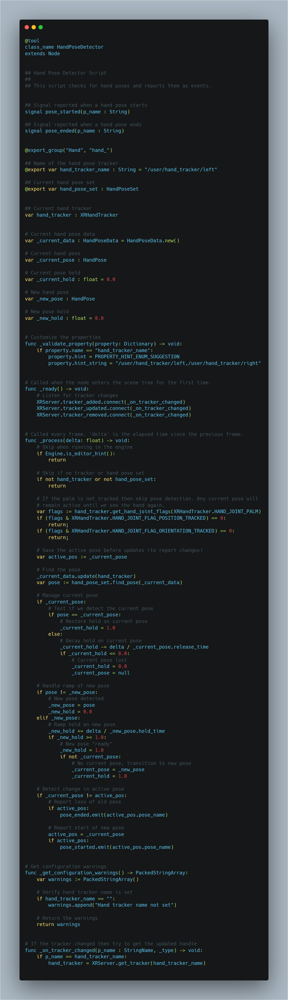 @tool
class_name HandPoseDetector
extends Node


## Hand Pose Detector Script
##
## This script checks for hand poses and reports them as events.


## Signal reported when a hand pose starts
signal pose_started(p_name : String)

## Signal reported when a hand pose ends
signal pose_ended(p_name : String)


@export_group("Hand", "hand_")

## Name of the hand pose tracker
@export var hand_tracker_name : String = "/user/hand_tracker/left"

## Current hand pose set
@export var hand_pose_set : HandPoseSet


## Current hand tracker
var hand_tracker : XRHandTracker


# Current hand pose data
var _current_data : HandPoseData = HandPoseData.new()

# Current hand pose
var _current_pose : HandPose

# Current pose hold
var _current_hold : float = 0.0

# New hand pose
var _new_pose : HandPose

# New pose hold
var _new_hold : float = 0.0


# Customize the properties
func _validate_property(property: Dictionary) -> void:
    if property.name == "hand_tracker_name":
        property.hint = PROPERTY_HINT_ENUM_SUGGESTION
        property.hint_string = "/user/hand_tracker/left,/user/hand_tracker/right"


# Called when the node enters the scene tree for the first time.
func _ready() -> void:
    # Listen for tracker changes
    XRServer.tracker_added.connect(_on_tracker_changed)
    XRServer.tracker_updated.connect(_on_tracker_changed)
    XRServer.tracker_removed.connect(_on_tracker_changed)


# Called every frame. 'delta' is the elapsed time since the previous frame.
func _process(delta: float) -> void:
    # Skip when running in the engine
    if Engine.is_editor_hint():
        return

    # Skip if no tracker or hand pose set
    if not hand_tracker or not hand_pose_set:
        return

    # If the palm is not tracked then skip pose detection. Any current pose will
    # remain active until we see the hand again.
    var flags := hand_tracker.get_hand_joint_flags(XRHandTracker.HAND_JOINT_PALM)
    if (flags & XRHandTracker.HAND_JOINT_FLAG_POSITION_TRACKED) == 0:
        return;
    if (flags & XRHandTracker.HAND_JOINT_FLAG_ORIENTATION_TRACKED) == 0:
        return;

    # Save the active pose before updates (to report changes)
    var active_pos := _current_pose

    # Find the pose
    _current_data.update(hand_tracker)
    var pose := hand_pose_set.find_pose(_current_data)

    # Manage current pose
    if _current_pose:
        # Test if we detect the current pose
        if pose == _current_pose:
            # Restore hold on current pose
            _current_hold = 1.0
        else:
            # Decay hold on current pose
            _current_hold -= delta / _current_pose.release_time
            if _current_hold <= 0.0:
                # Current pose lost
                _current_hold = 0.0
                _current_pose = null

    # Handle ramp of new pose
    if pose != _new_pose:
        # New pose detected
        _new_pose = pose
        _new_hold = 0.0
    elif _new_pose:
        # Ramp hold on new pose
        _new_hold += delta / _new_pose.hold_time
        if _new_hold >= 1.0:
            # New pose "ready"
            _new_hold = 1.0
            if not _current_pose:
                # No current pose, transition to new pose
                _current_pose = _new_pose
                _current_hold = 1.0

    # Detect change in active pose
    if _current_pose != active_pos:
        # Report loss of old pose
        if active_pos:
            pose_ended.emit(active_pos.pose_name)

        # Report start of new pose
        active_pos = _current_pose
        if active_pos:
            pose_started.emit(active_pos.pose_name)


# Get configuration warnings
func _get_configuration_warnings() -> PackedStringArray:
    var warnings := PackedStringArray()

    # Verify hand tracker name is set
    if hand_tracker_name == "":
        warnings.append("Hand tracker name not set")

    # Return the warnings
    return warnings


# If the tracker changed then try to get the updated handle
func _on_tracker_changed(p_name : StringName, _type) -> void:
    if p_name == hand_tracker_name:
        hand_tracker = XRServer.get_tracker(hand_tracker_name)